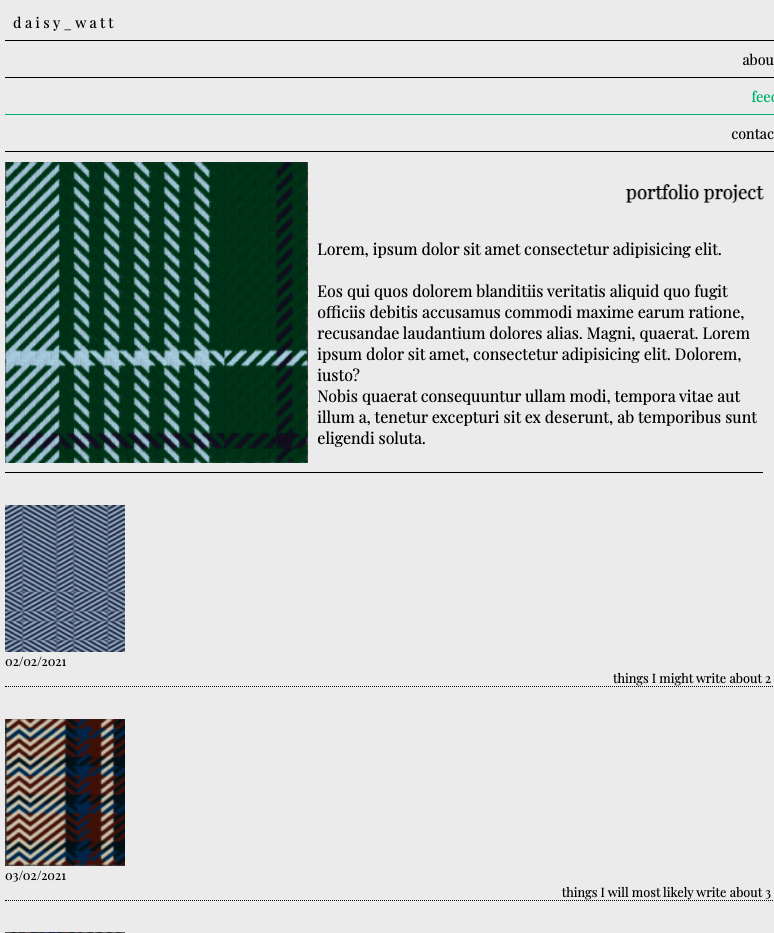 daisy_watt
abou
feed
contac
portfolio project
Lorem, ipsum dolor sit amet consectetur adipisicing elit.
Eos qui quos dolorem blanditiis veritatis aliquid quo fugit
officiis debitis accusamus commodi maxime earum ratione,
recusandae laudantium dolores alias. Magni, quaerat. Lorem
ipsum dolor sit amet, consectetur adipisicing elit. Dolorem,
iusto?
Nobis quaerat consequuntur ullam modi, tempora vitae aut
illum a, tenetur excepturi sit ex deserunt, ab temporibus sunt
eligendi soluta.
02/02/2021
things I might write about 2
03/02/2021
things I will most likely write about 3